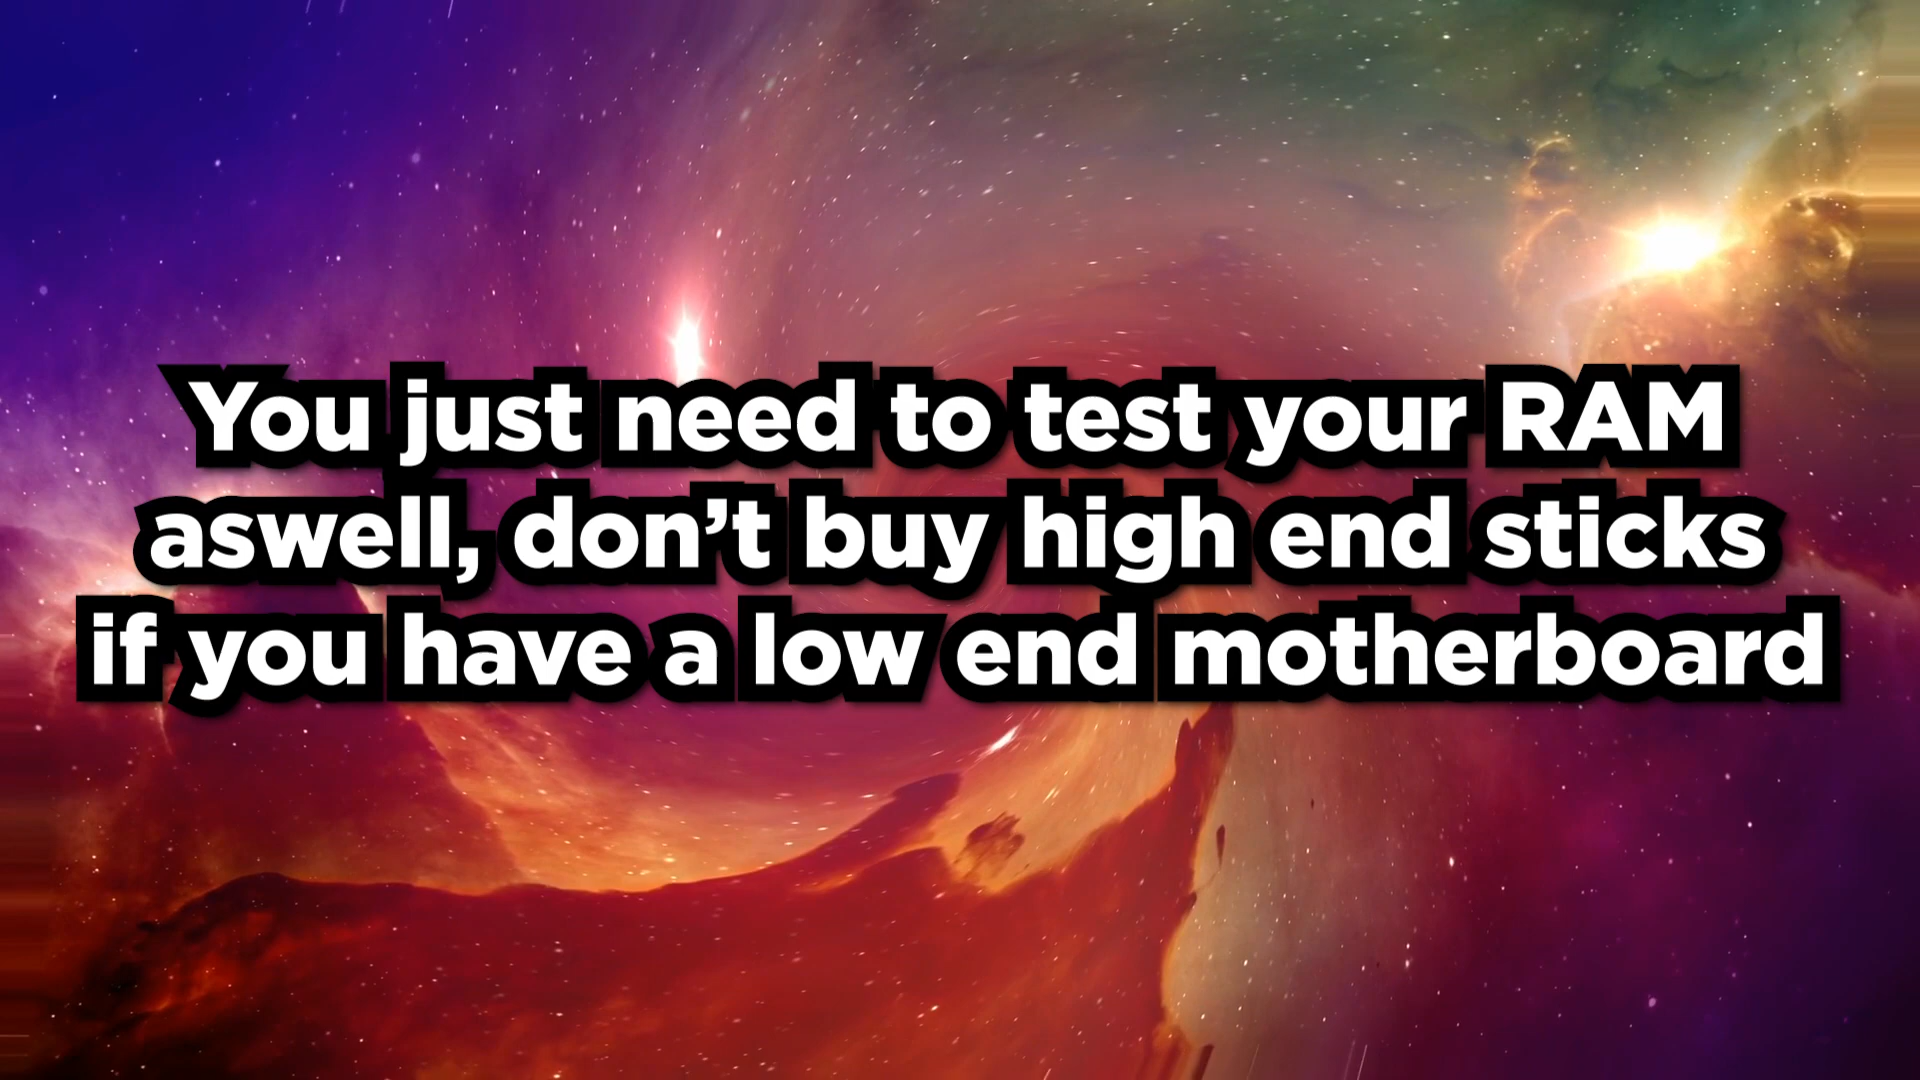 You just need to test your RAM
aswell, don’t buy high end sticks
if you have a low end motherboard